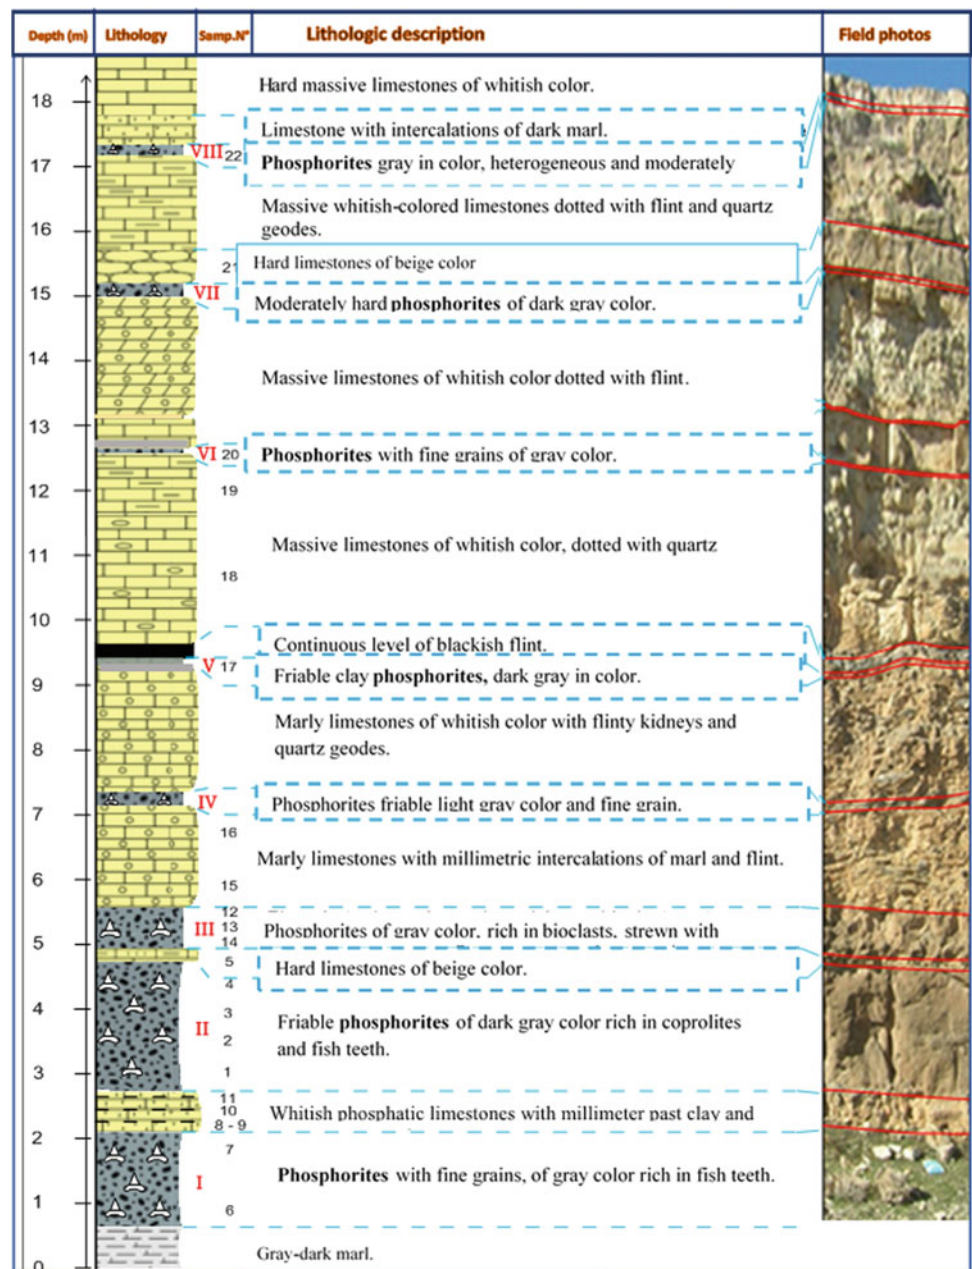 Depth (m) Lithology Samp.N° Lithologic description Field photos
18
Hard massive limestones of whitish color.
Limestone with intercalations of dark marl.
17
VIII 22
Phosphorites gray in color, heterogeneous and moderately
16
Massive whitish-colored limestones dotted with flint and quartz
geodes.
21
Hard limestones of beige color
15
VII
Moderately hard phosphorites of dark gray color.
14
Massive limestones of whitish color dotted with flint.
13
VI 20
Phosphorites with fine grains of gray color.
12
19
11
Massive limestones of whitish color, dotted with quartz
18
10
Continuous level of blackish flint.
V 17
9
Friable clay phosphorites, dark gray in color.
8
Marly limestones of whitish color with flinty kidneys and
quartz geodes.
7
IV
Phosphorites friable light gray color and fine grain.
16
6
Marly limestones with millimetric intercalations of marl and flint.
15
12
III 13
14
Phosphorites of gray color, rich in bioclasts, strewn with
5
5
Hard limestones of beige color.
4
4
3
II
2
Friable phosphorites of dark gray color rich in coprolites
and fish teeth.
3
1
11
10
8 - 9
Whitish phosphatic limestones with millimeter past clay and
2
7
I
Phosphorites with fine grains, of gray color rich in fish teeth.
1
6
0
Gray-dark marl.